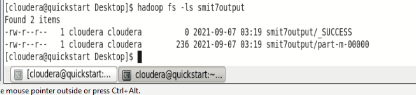 [cloudera@quickstart Desktop]$ hadoop fs -ls smit7output
Found 2 items
-rw-r--r--   1 cloudera cloudera          0 2021-09-07 03:19 smit7output/_SUCCESS
-rw-r--r--   1 cloudera cloudera        236 2021-09-07 03:19 smit7output/part-m-00000
[cloudera@quickstart Desktop]$
[cloudera@quickstart:... cloudera@quickstart:~...
e mouse pointer outside or press Ctrl+Alt.